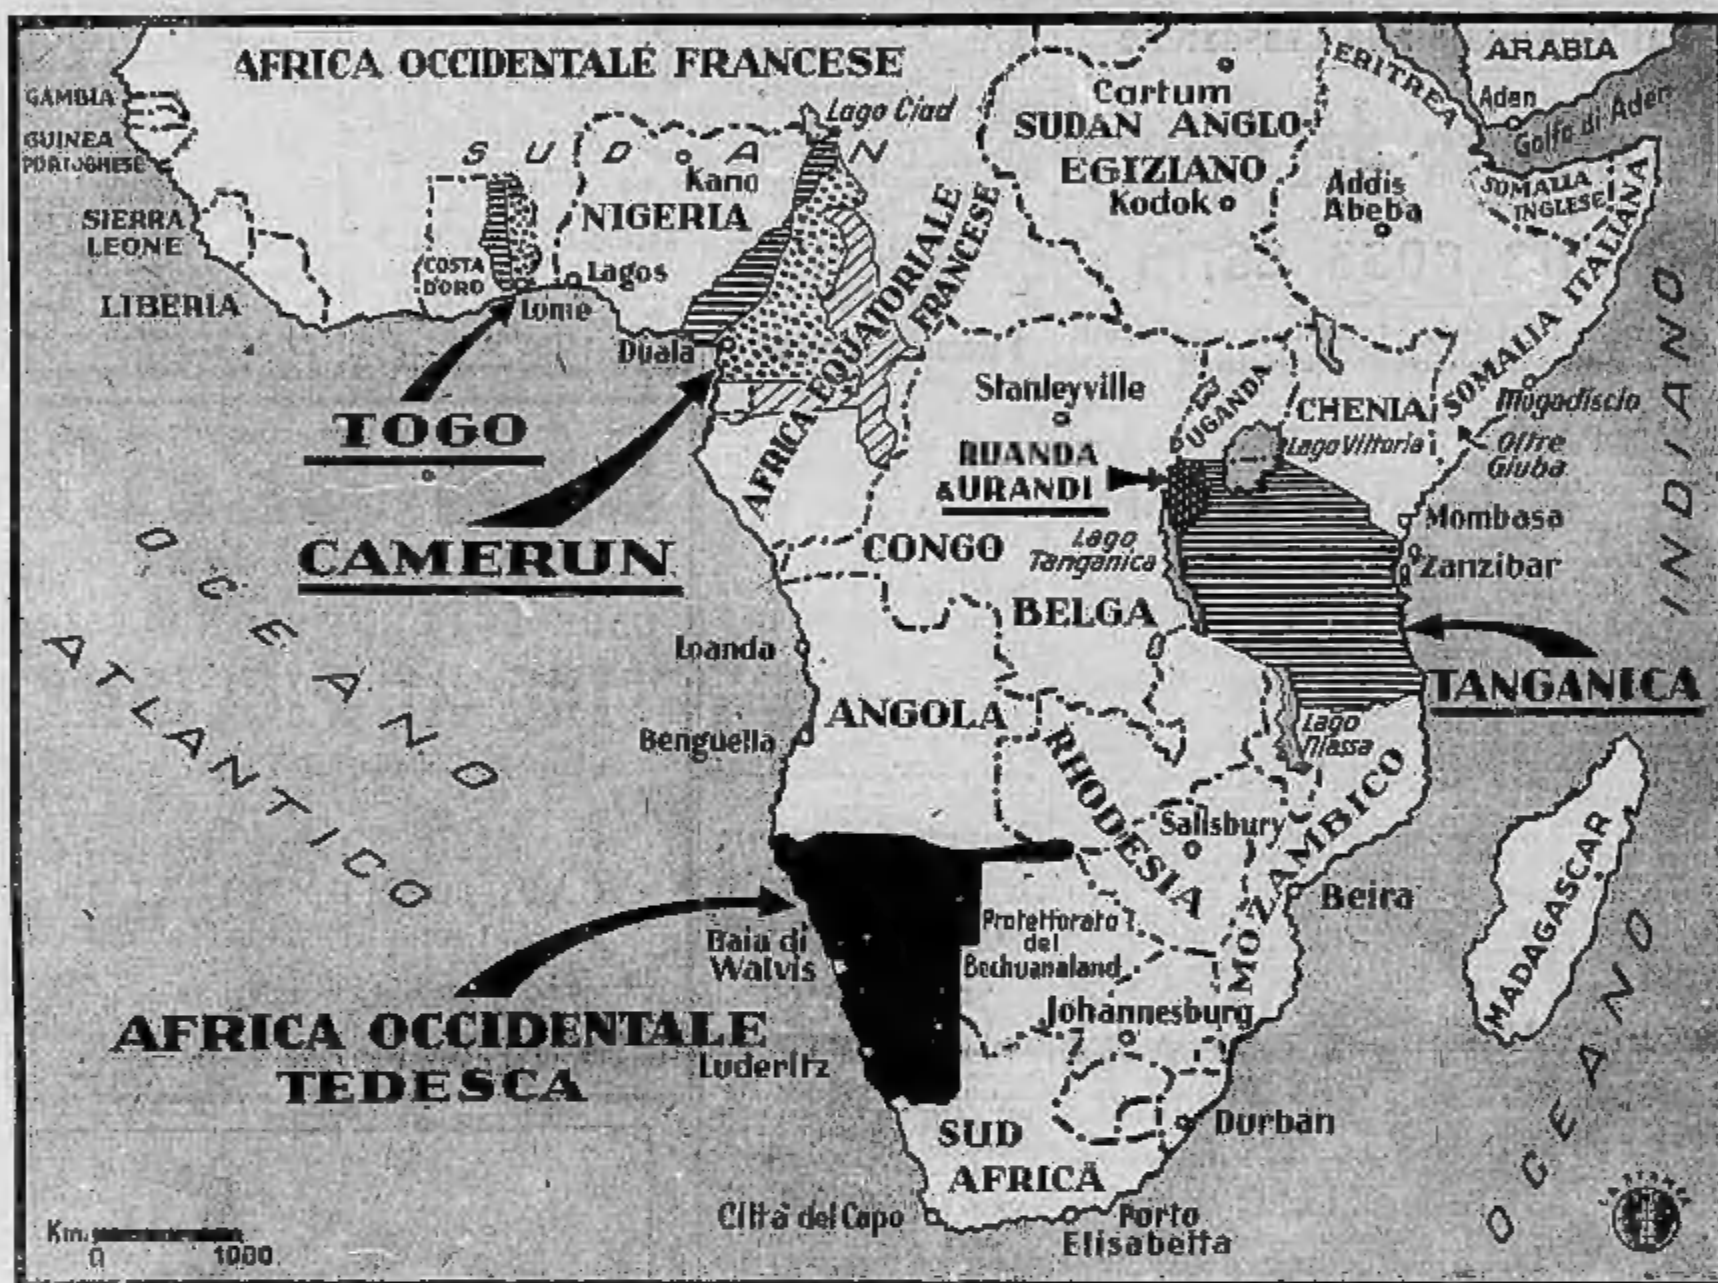 AFRICA OCCIDENTALE FRANCESE
GAMBIA
GUINEA
PORTOGHESE
SIERRA
LEONE
LIBERIA
SUDAN
Lago Ciad
Kano
NIGERIA
COSTA
D'ORO
Lagos
Lome
Duala
TOGO
CAMERUN
AFRICA EQUATORIALE
FRANCESE
Cartum
SUDAN ANGLO-
EGIZIANO
Kodok
ERITREA
ARABIA
Aden
Golfo di Aden
Addis
Abeba
SOMALIA
INGLESE
SOMALIA ITALIANA
Mogadiscio
Oltre
Giuba
Stanleyville
UGANDA
CHENIA
Lago Vittoria
RUANDA
& URANDI
Lago
Tanganica
CONGO
BELGA
Mombasa
Zanzibar
TANGANICA
OCEANO
ATLANTICO
Loanda
ANGOLA
Benguella
Lago
Niassa
RHODESIA
Salisbury
MOZAMBICO
Beira
MADAGASCAR
OCEANO
INDIANO
Baia di
Walvis
Protettorato
del
Bechuanaland
AFRICA OCCIDENTALE
TEDESCA
Luderitz
Johannesburg
SUD
AFRICA
Durban
Città del Capo
Porto
Elisabetta
Km.
0 1000